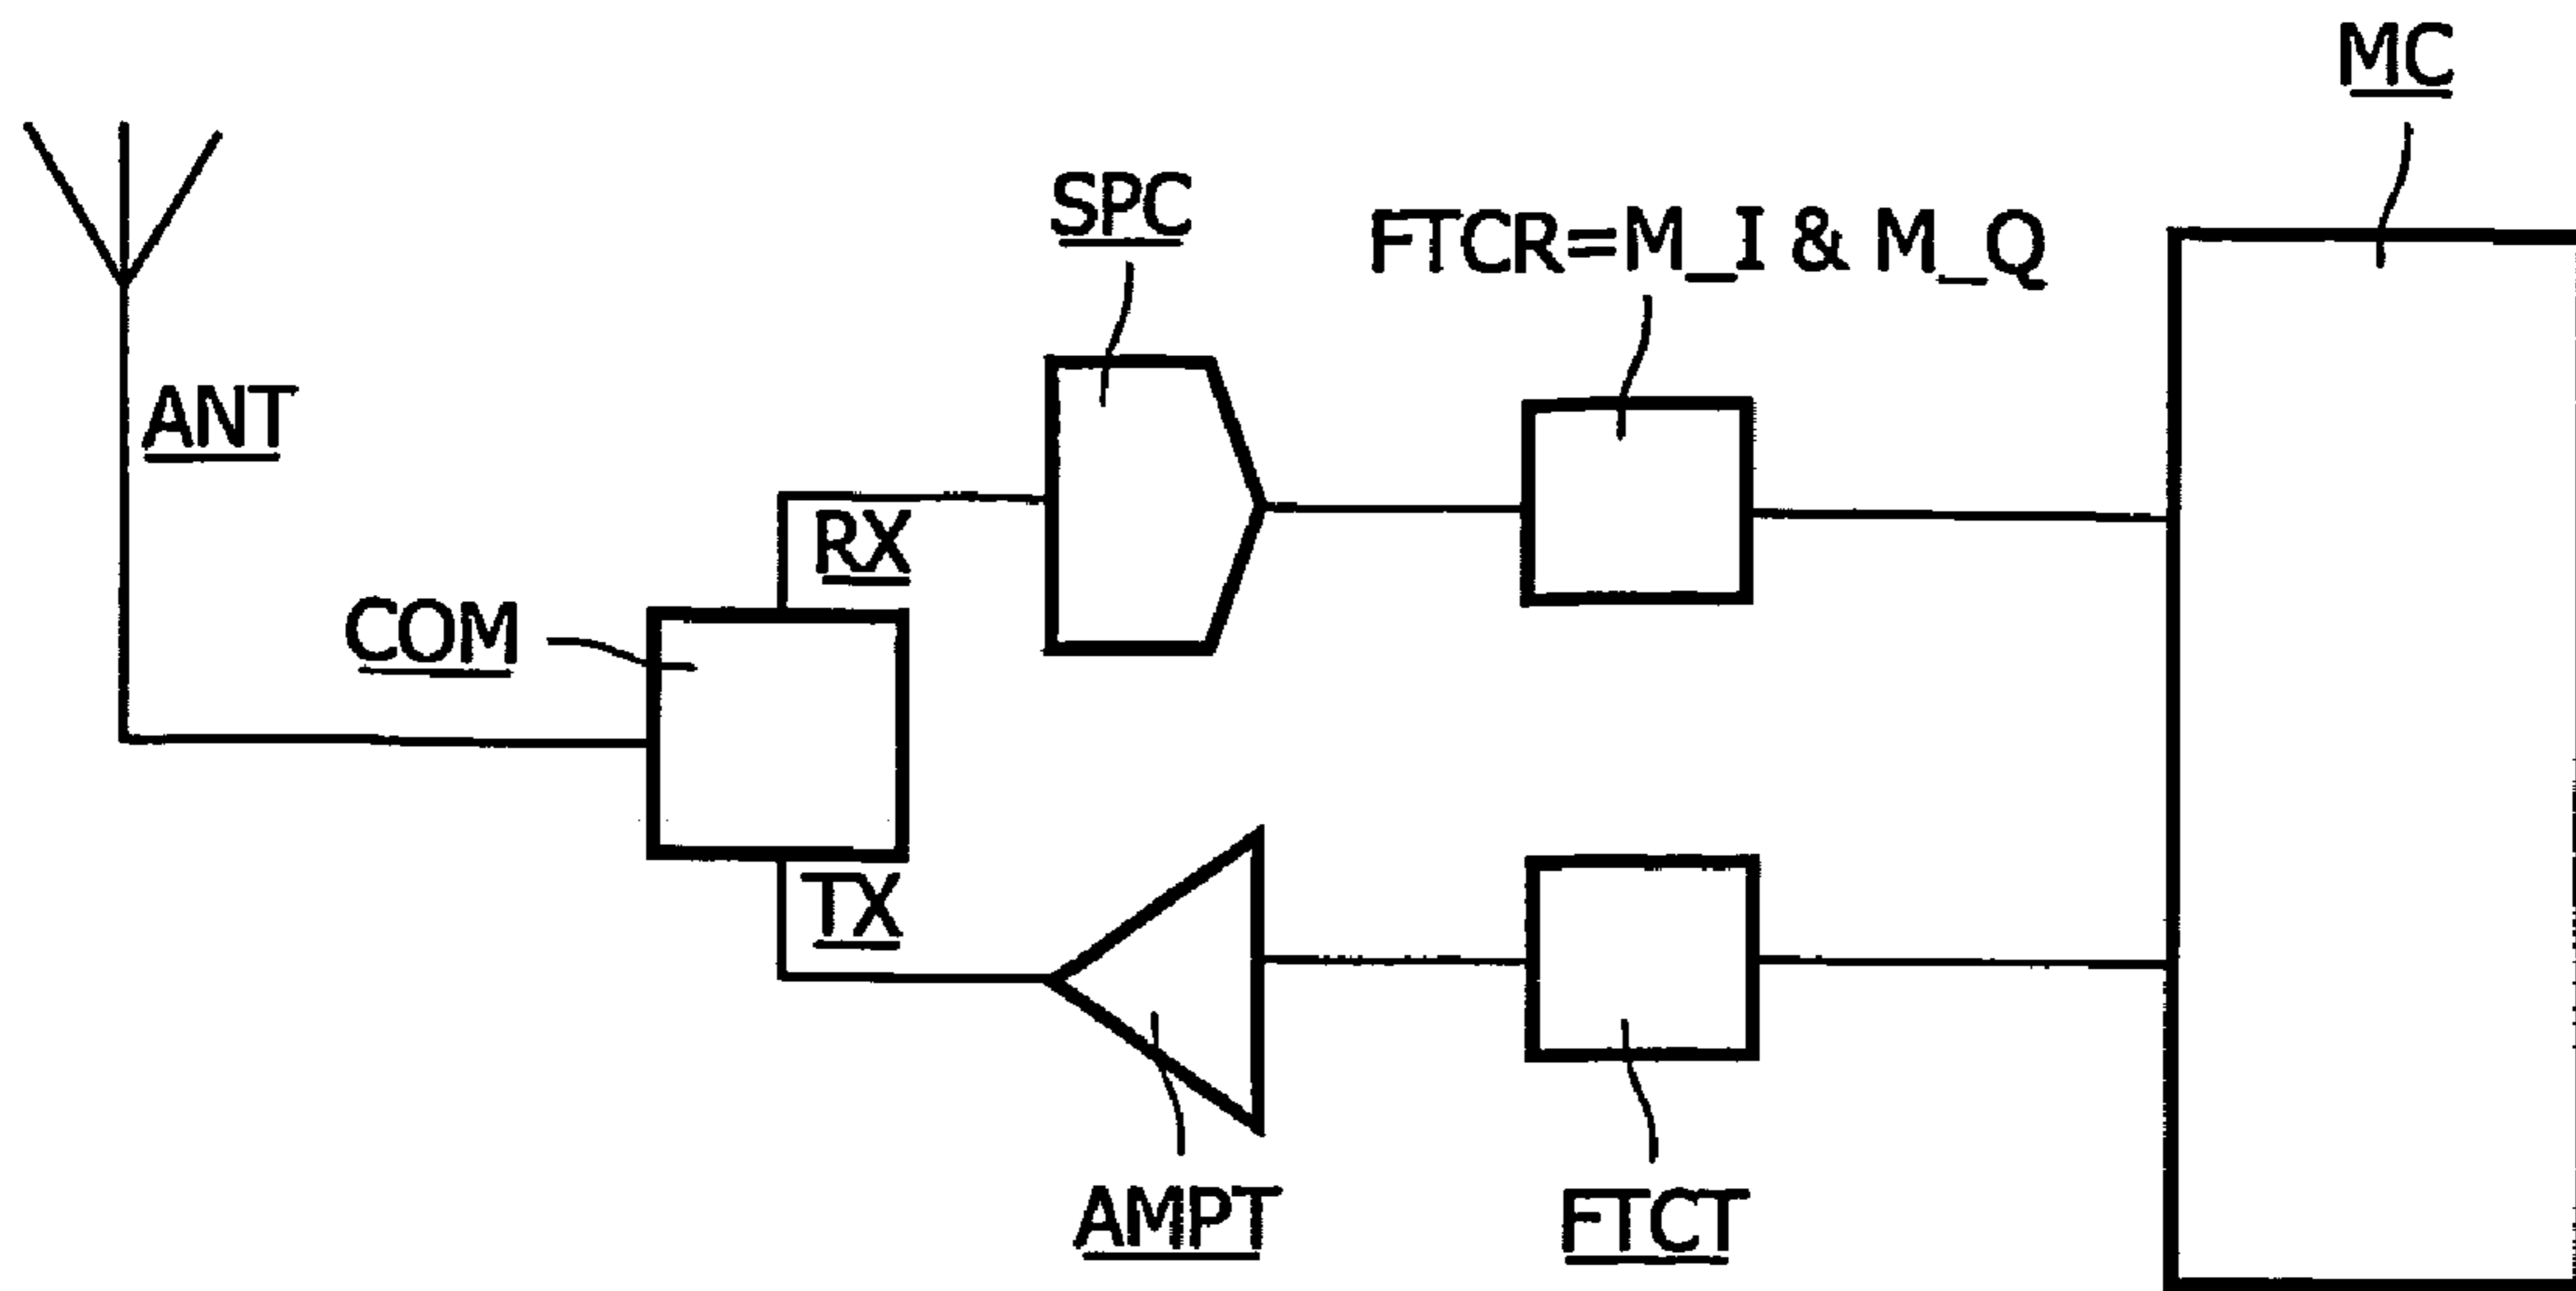 MC
SPC
FTCR=M_I & M_Q
ANT
RX
COM
TX
AMPT
FTCT